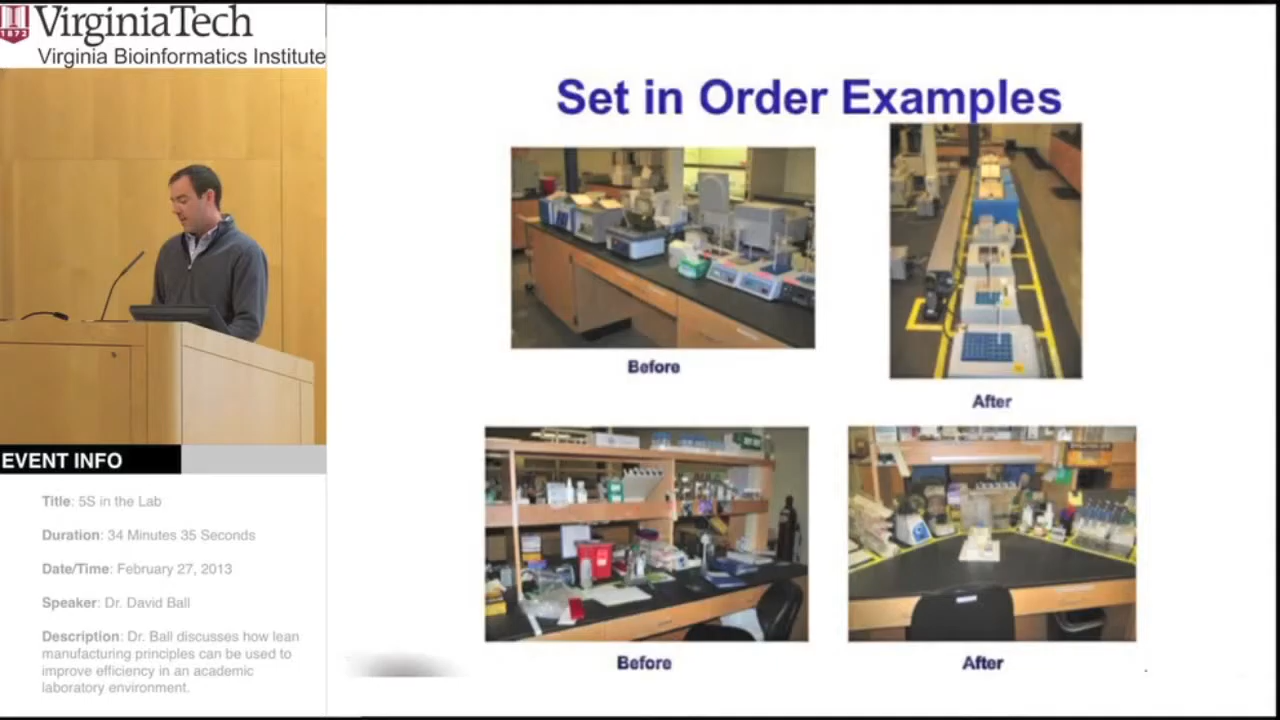 1872
VirginiaTech
Virginia Bioinformatics Institute
Set in Order Examples
Before
After
Before
After
EVENT INFO
Title: 5S in the Lab
Duration: 34 Minutes 35 Seconds
Date/Time: February 27, 2013
Speaker: Dr. David Ball
Description: Dr. Ball discusses how lean
manufacturing principles can be used to
improve efficiency in an academic
laboratory environment.